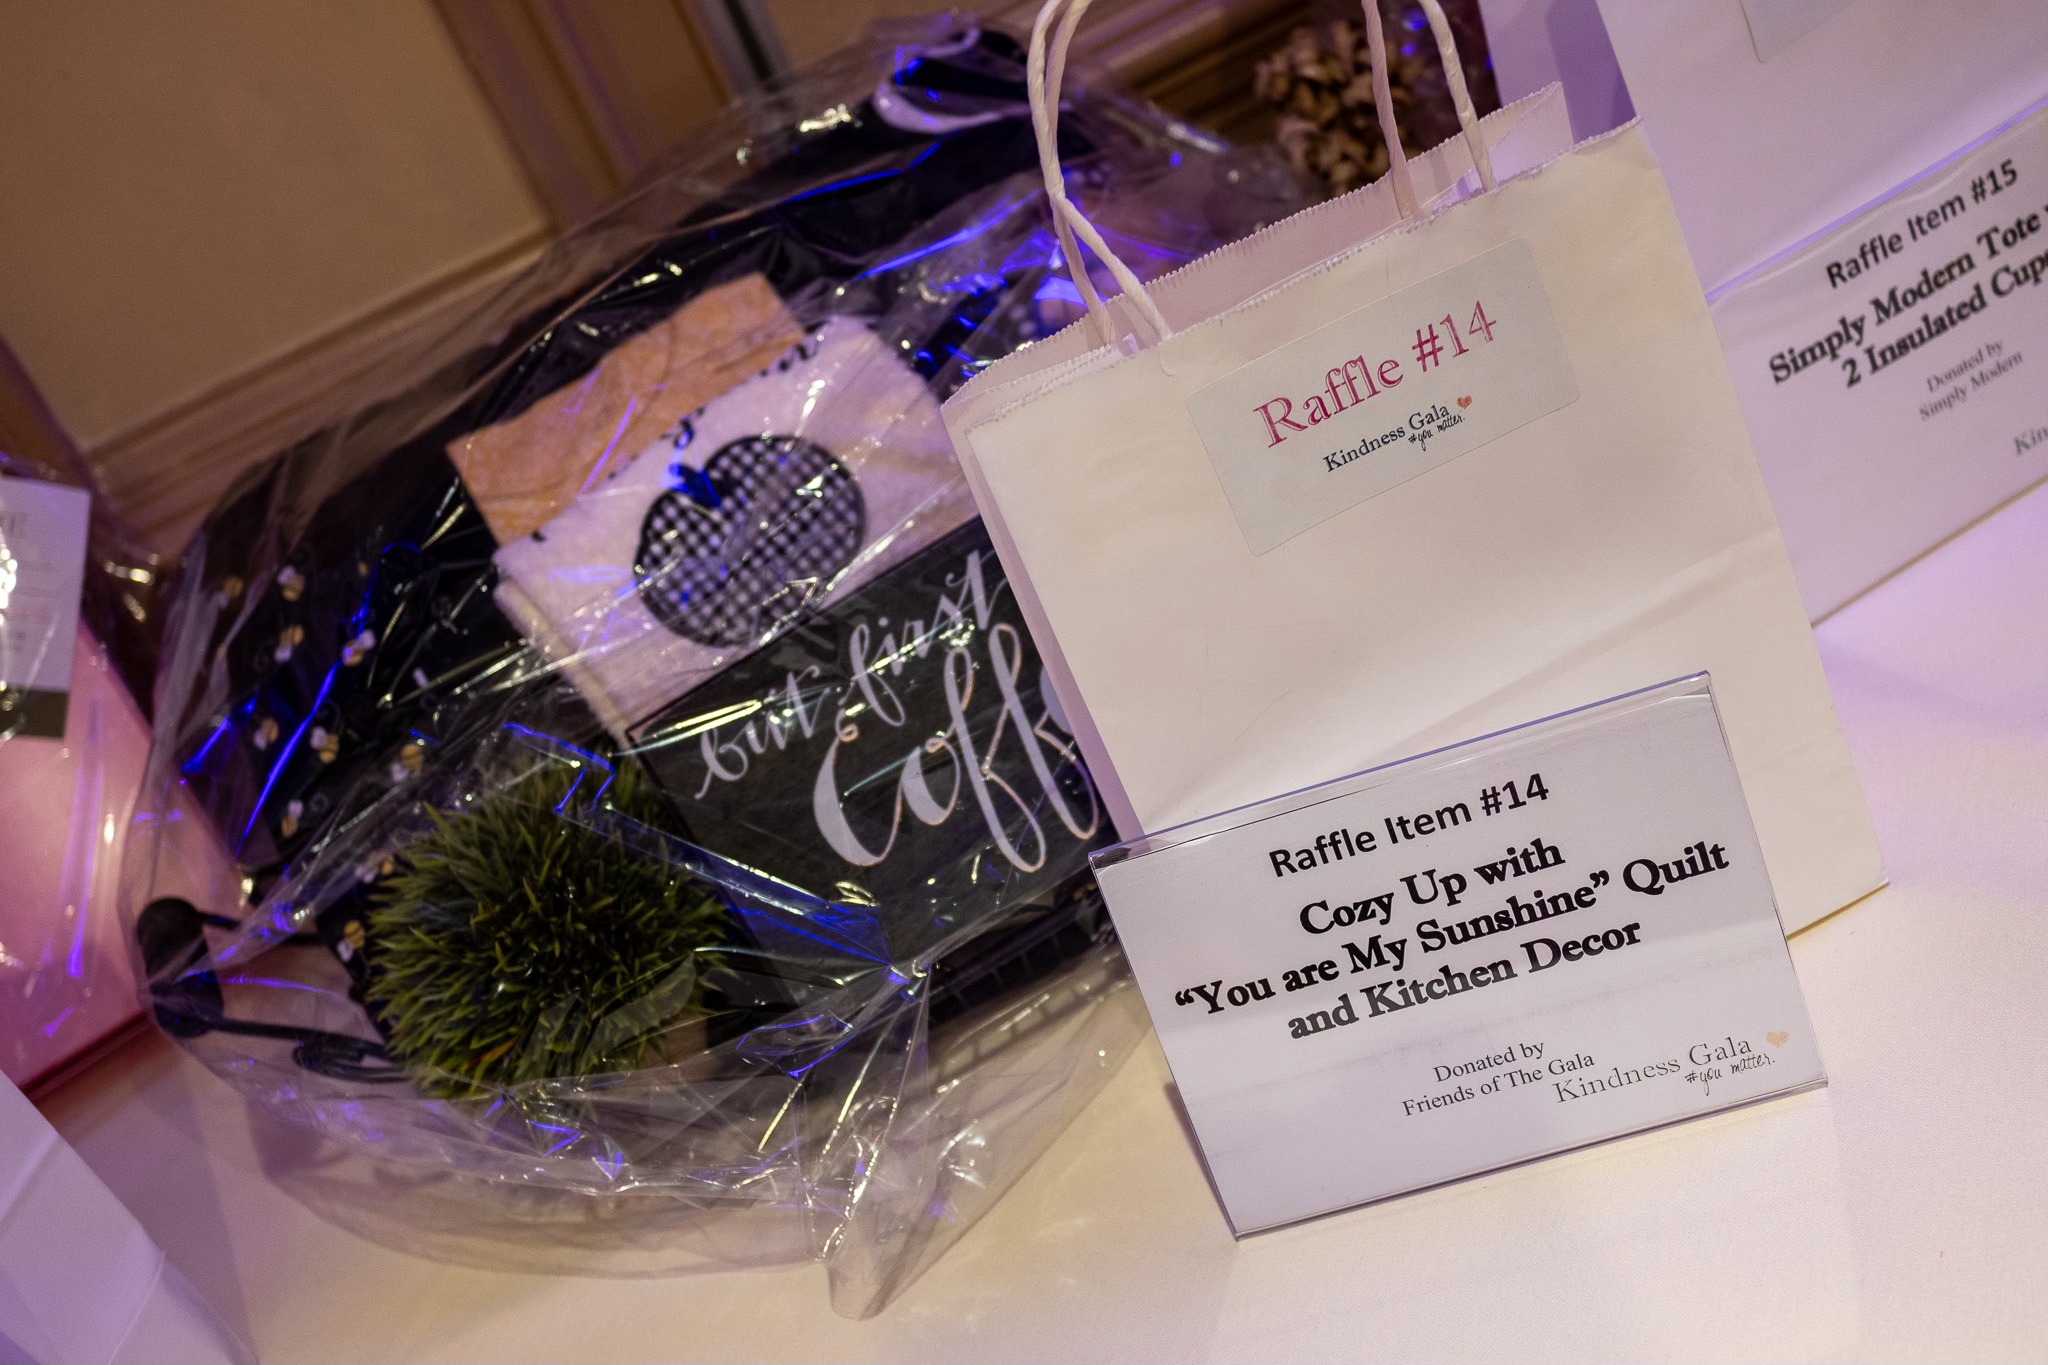 but first
Raffle #14
Kindness Gala
#you matter.
Raffle Item #14
Cozy Up with
“You are My Sunshine” Quilt
and Kitchen Decor
Donated by
Friends of The Gala
Kindness Gala
#you matter.
Raffle Item #15
Simply Modern Tote
2 Insulated
Donated by
Simply Modern